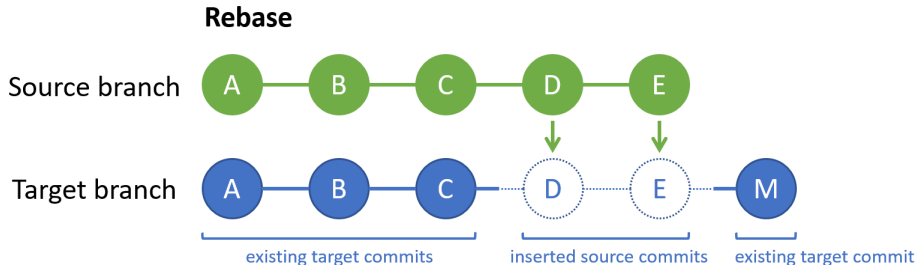 Rebase
Source branch A B C D E
Target branch A B C D E M
existing target commits inserted source commits existing target commit